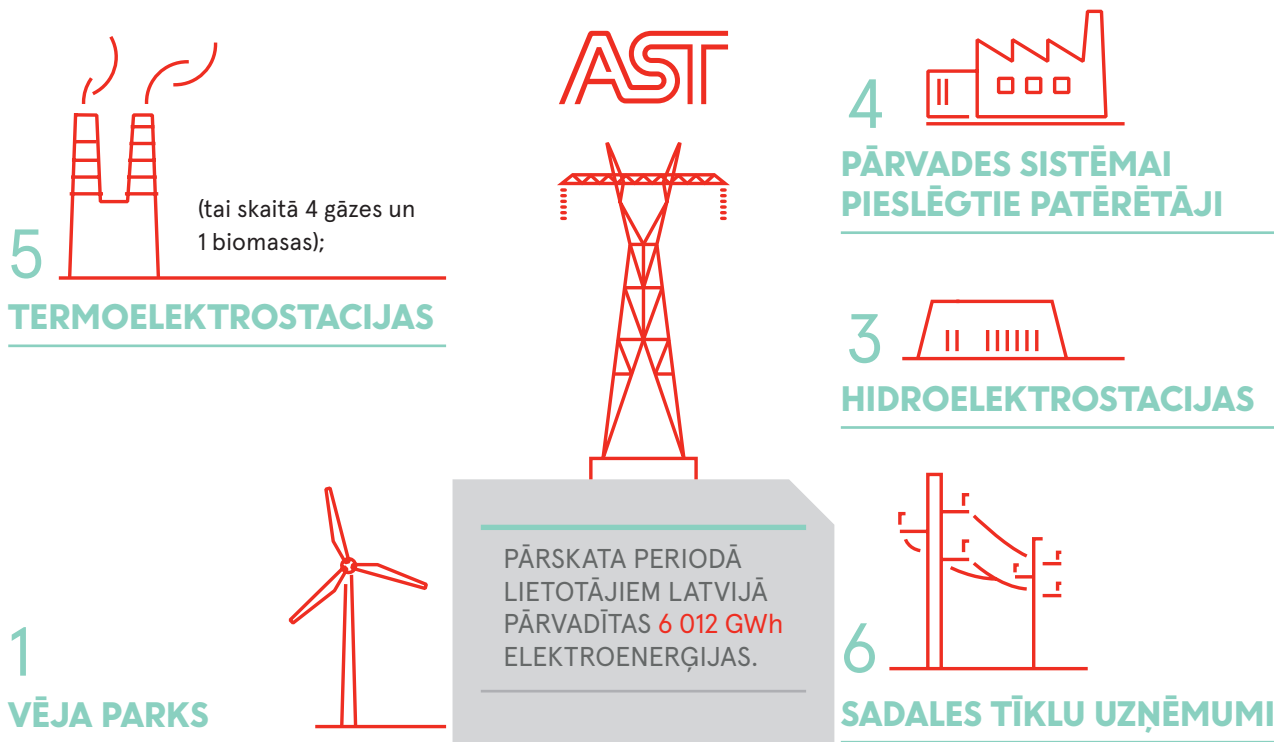 5
(tai skaitā 4 gāzes un
1 biomasas);
TERMOELEKTROSTACIJAS
1
VĒJA PARKS
AST
PĀRSKATA PERIODĀ
LIETOTĀJIEM LATVIJĀ
PĀRVADĪTAS 6 012 GWh
ELEKTROENERĢIJAS.
4
PĀRVADES SISTĒMAI
PIESLĒGTIE PATĒRĒTĀJI
3
HIDROELEKTROSTACIJAS
6
SADALES TĪKLU UZŅĒMUMI